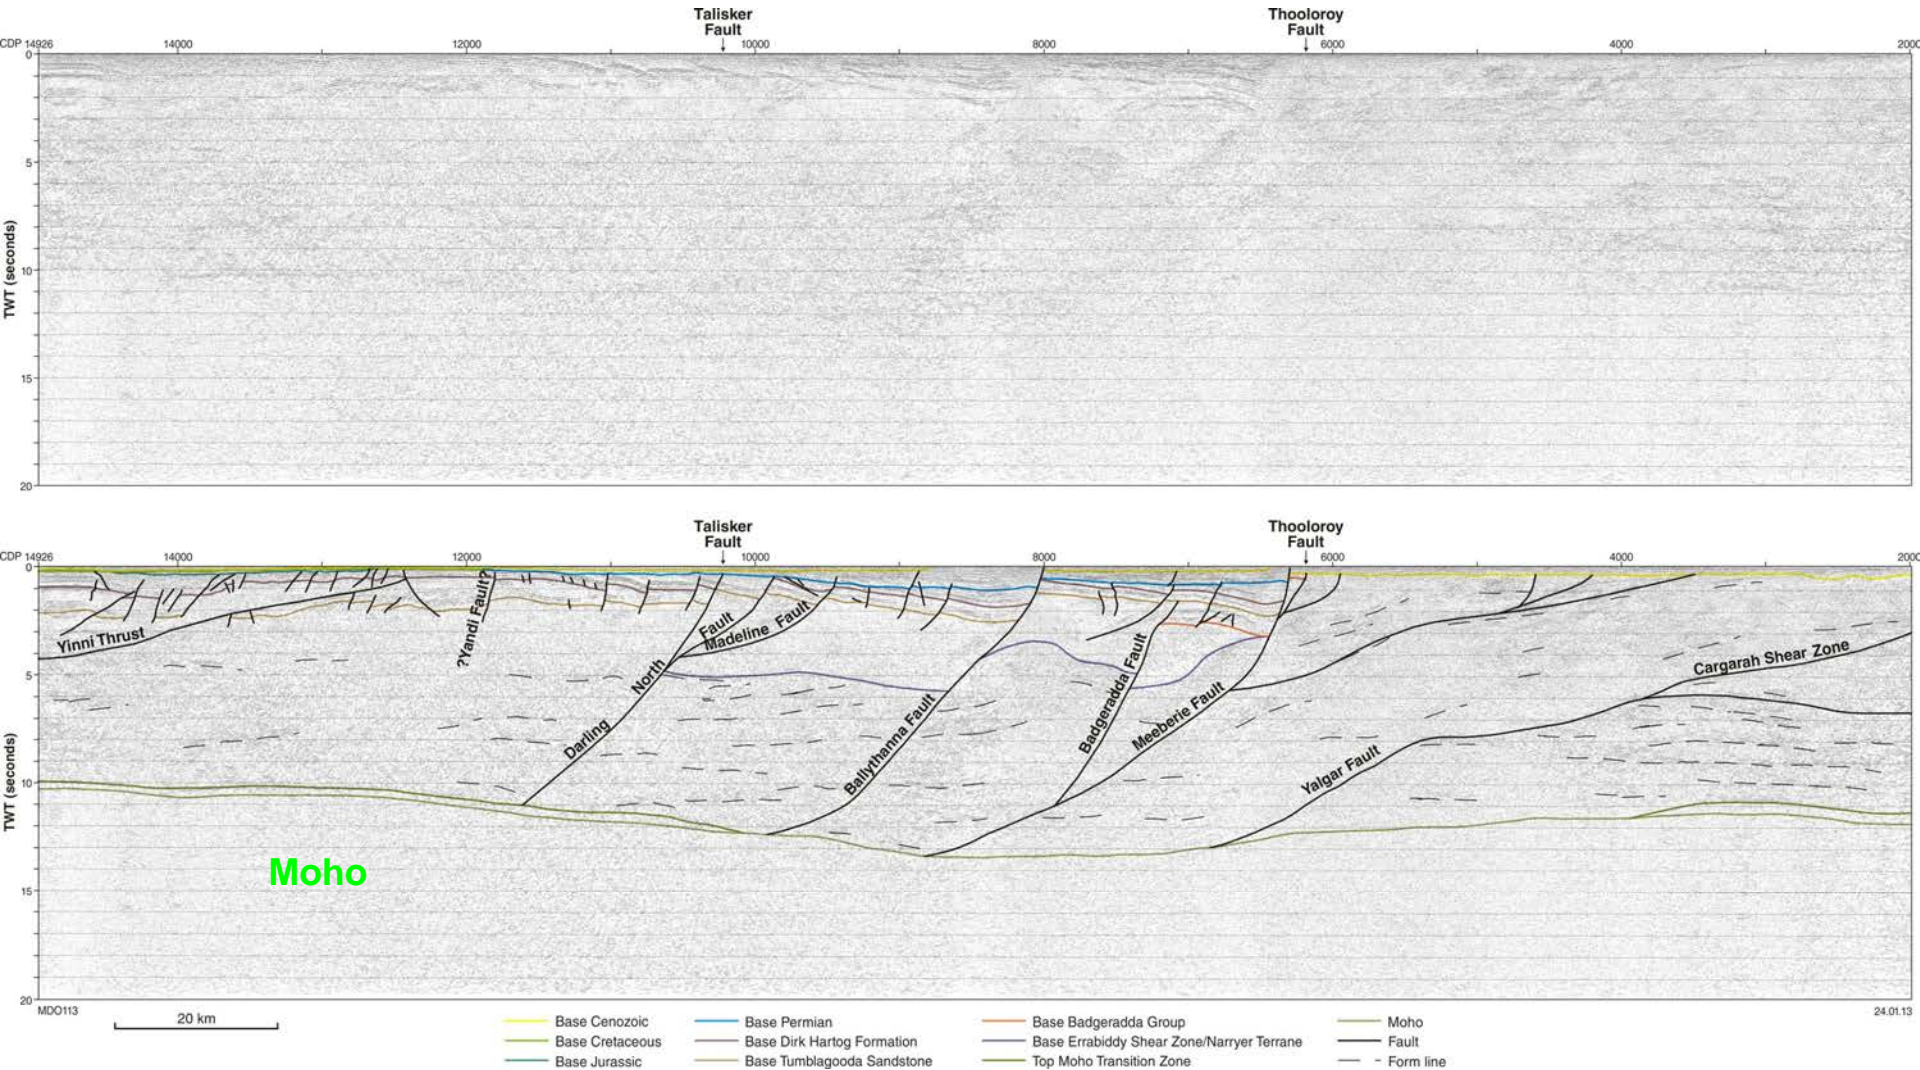 Talisker
Fault
Thooloroy
Fault
CDP 14926
14000
12000
10000
8000
6000
4000
2000
0
5
10
15
20
TWT (seconds)
Talisker
Fault
Thooloroy
Fault
CDP 14926
14000
12000
10000
8000
6000
4000
2000
0
5
10
15
20
TWT (seconds)
Yinni Thrust
?Yandi Fault?
Darling North Fault
Madeline Fault
Ballythanna Fault
Badgeradda Fault
Meeberie Fault
Yalgar Fault
Cargarah Shear Zone
Moho
MDO113
24.01.13
20 km
Base Cenozoic
Base Cretaceous
Base Jurassic
Base Permian
Base Dirk Hartog Formation
Base Tumblagooda Sandstone
Base Badgeradda Group
Base Errabiddy Shear Zone/Narryer Terrane
Top Moho Transition Zone
Moho
Fault
Form line